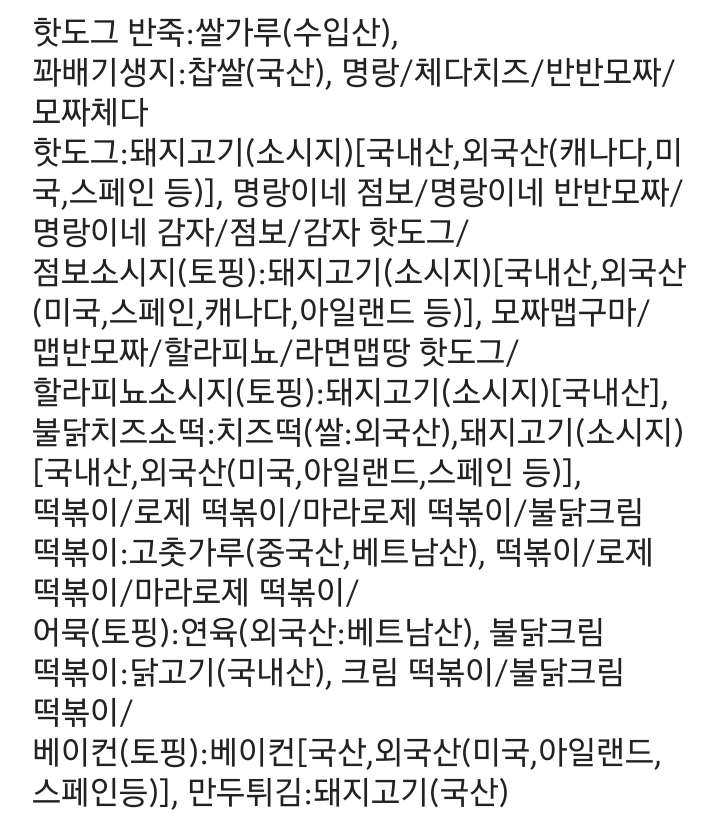 핫도그 반죽:쌀가루(수입산),
꽈배기생지:찹쌀(국산), 명랑/체다치즈/반반모짜/
모짜체다
핫도그:돼지고기(소시지)[국내산,외국산(캐나다,미
국,스페인 등)], 명랑이네 점보/명랑이네 반반모짜/
명랑이네 감자/점보/감자 핫도그/
점보소시지(토핑):돼지고기(소시지)[국내산,외국산
(미국,스페인,캐나다,아일랜드 등)], 모짜맵구마/
맵반모짜/할라피뇨/라면맵땅 핫도그/
할라피뇨소시지(토핑):돼지고기(소시지)[국내산],
불닭치즈소떡:치즈떡(쌀:외국산),돼지고기(소시지)
[국내산,외국산(미국,아일랜드,스페인 등)],
떡볶이/로제 떡볶이/마라로제 떡볶이/불닭크림
떡볶이:고춧가루(중국산,베트남산), 떡볶이/로제
떡볶이/마라로제 떡볶이/
어묵(토핑):연육(외국산:베트남산), 불닭크림
떡볶이:닭고기(국내산), 크림 떡볶이/불닭크림
떡볶이/
베이컨(토핑):베이컨[국산,외국산(미국,아일랜드,
스페인등)], 만두튀김:돼지고기(국산)